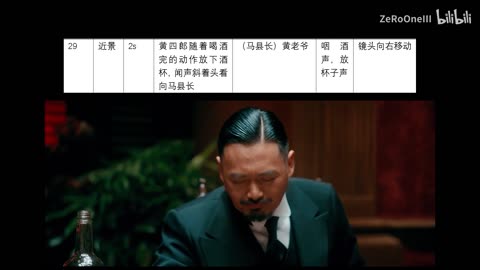 ZeRoOneIII bilibili
29 近景 2s 黄四郎随着喝酒 （马县长）黄老爷 咽酒 镜头向右移动
完的动作放下酒 声，放
杯，闻声斜着头看 杯子声
向马县长